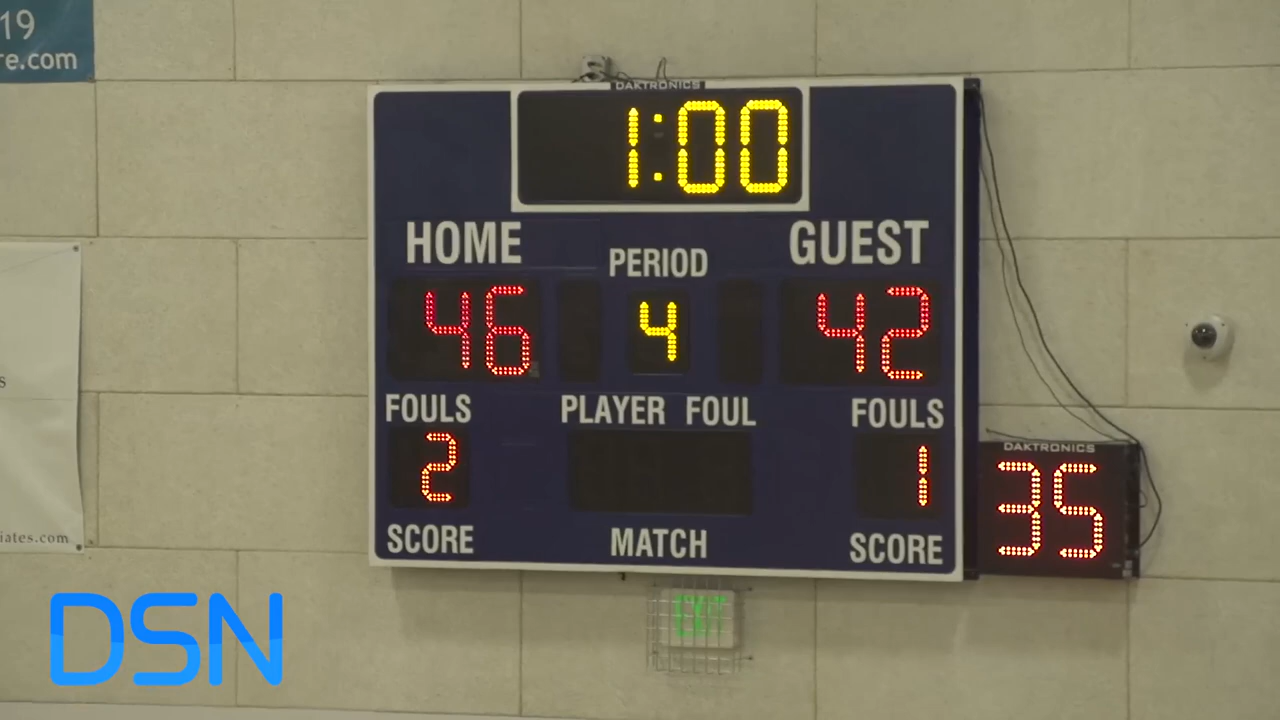 19
re.com
DAKTRONICS
1:00
HOME
PERIOD
GUEST
46
4
42
FOULS
PLAYER FOUL
FOULS
2
1
DAKTRONICS
35
SCORE
MATCH
SCORE
s
iates.com
EXIT
DSN